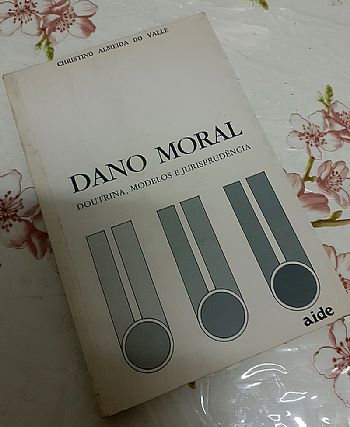 CHRISTINO ALMEIDA DO VALLE
DANO MORAL
DOUTRINA, MODELOS E JURISPRUDÊNCIA
aide